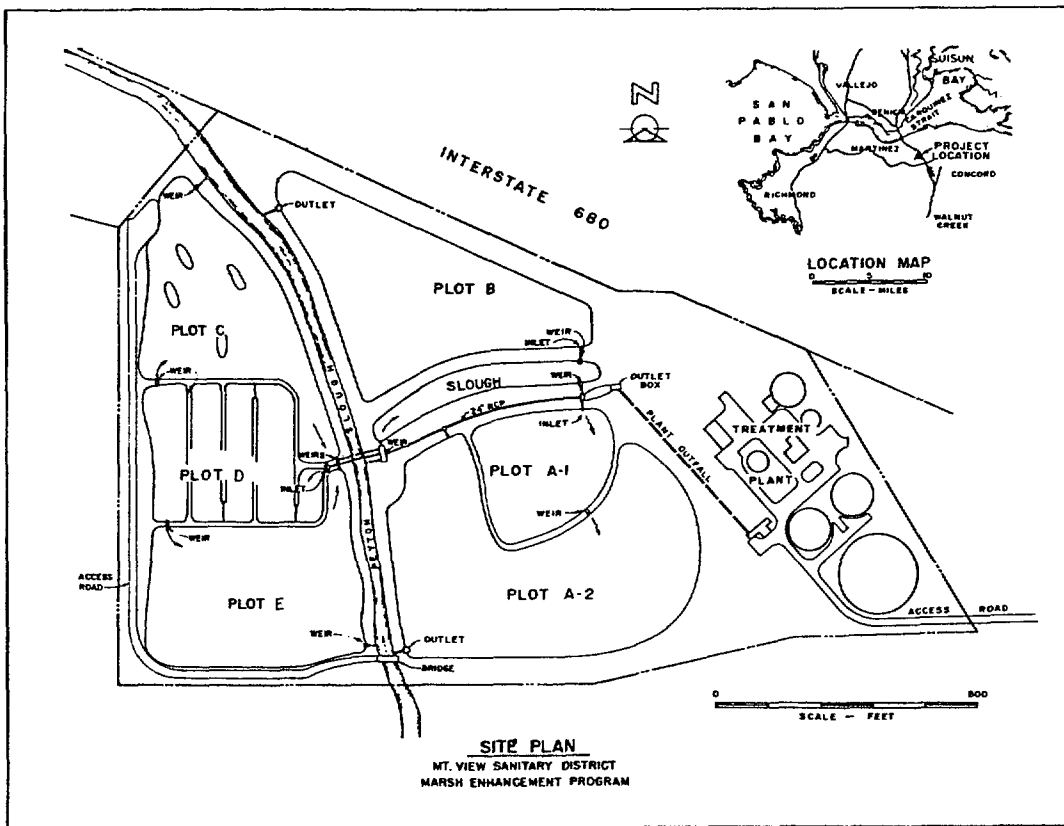 N
INTERSTATE 680
SAN
PABLO
BAY
VALLEJO
SUISUN
BAY
BENICIA
CARQUINEZ
STRAIT
MARTINEZ
PROJECT
LOCATION
CONCORD
RICHMOND
WALNUT
CREEK
LOCATION MAP
0 5 10
SCALE - MILES
WEIR
OUTLET
PLOT B
PLOT C
WEIR
INLET
WEIR
SLOUGH
WEIR
24" RCP
INLET
OUTLET
BOX
PLANT OUTFALL
TREATMENT
PLANT
WEIR
WEIRS
PLOT D
INLET
PEYTON SLOUGH
PLOT A-1
WEIR
WEIR
ACCESS
ROAD
PLOT E
PLOT A-2
WEIR
OUTLET
BRIDGE
ACCESS ROAD
0 800
SCALE — FEET
SITE PLAN
MT. VIEW SANITARY DISTRICT
MARSH ENHANCEMENT PROGRAM